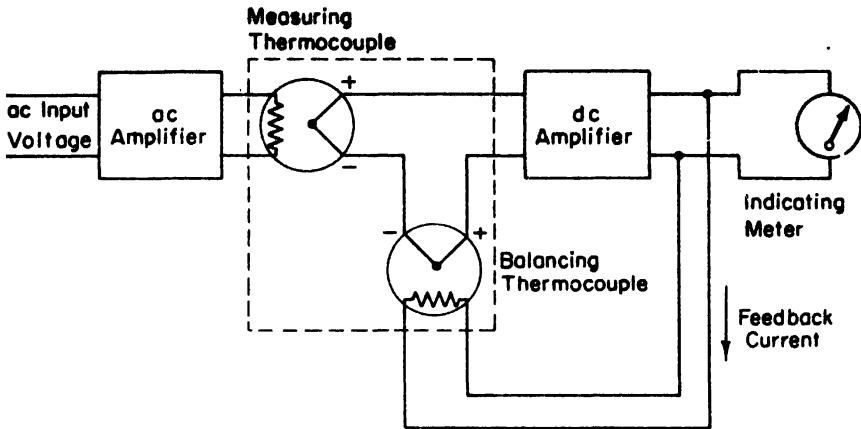 Measuring
Thermocouple
ac Input
Voltage
ac
Amplifier
+
-
dc
Amplifier
-
+
Balancing
Thermocouple
Indicating
Meter
Feedback
Current